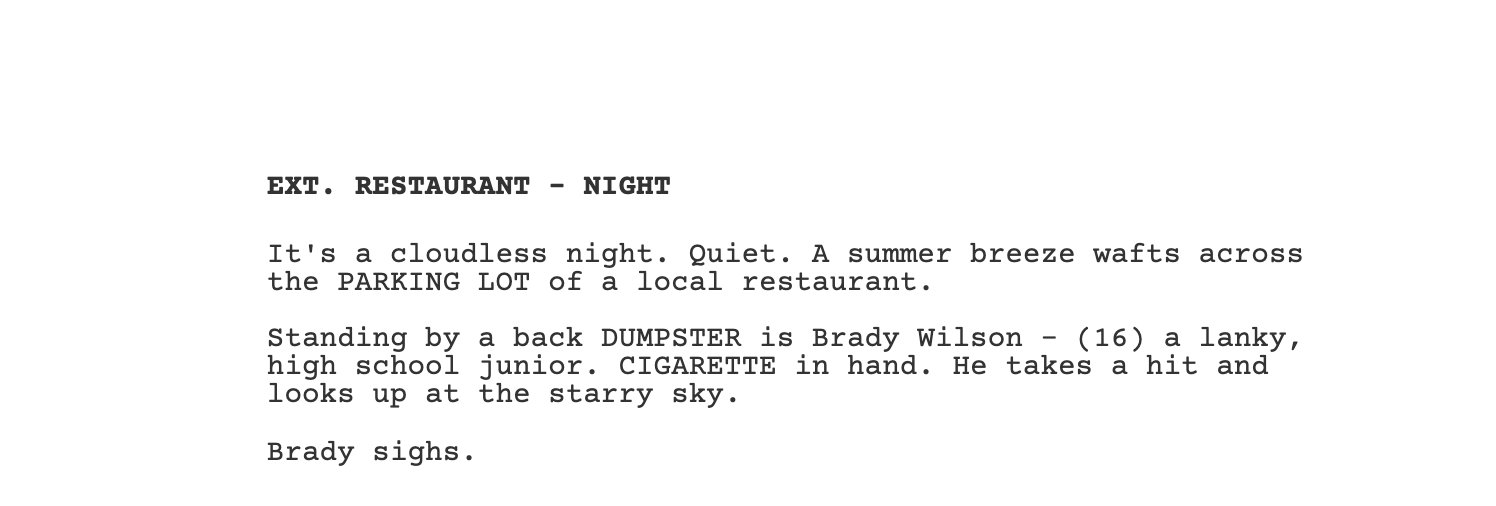 EXT. RESTAURANT - NIGHT
It's a cloudless night. Quiet. A summer breeze wafts across
the PARKING LOT of a local restaurant.
Standing by a back DUMPSTER is Brady Wilson - (16) a lanky,
high school junior. CIGARETTE in hand. He takes a hit and
looks up at the starry sky.
Brady sighs.